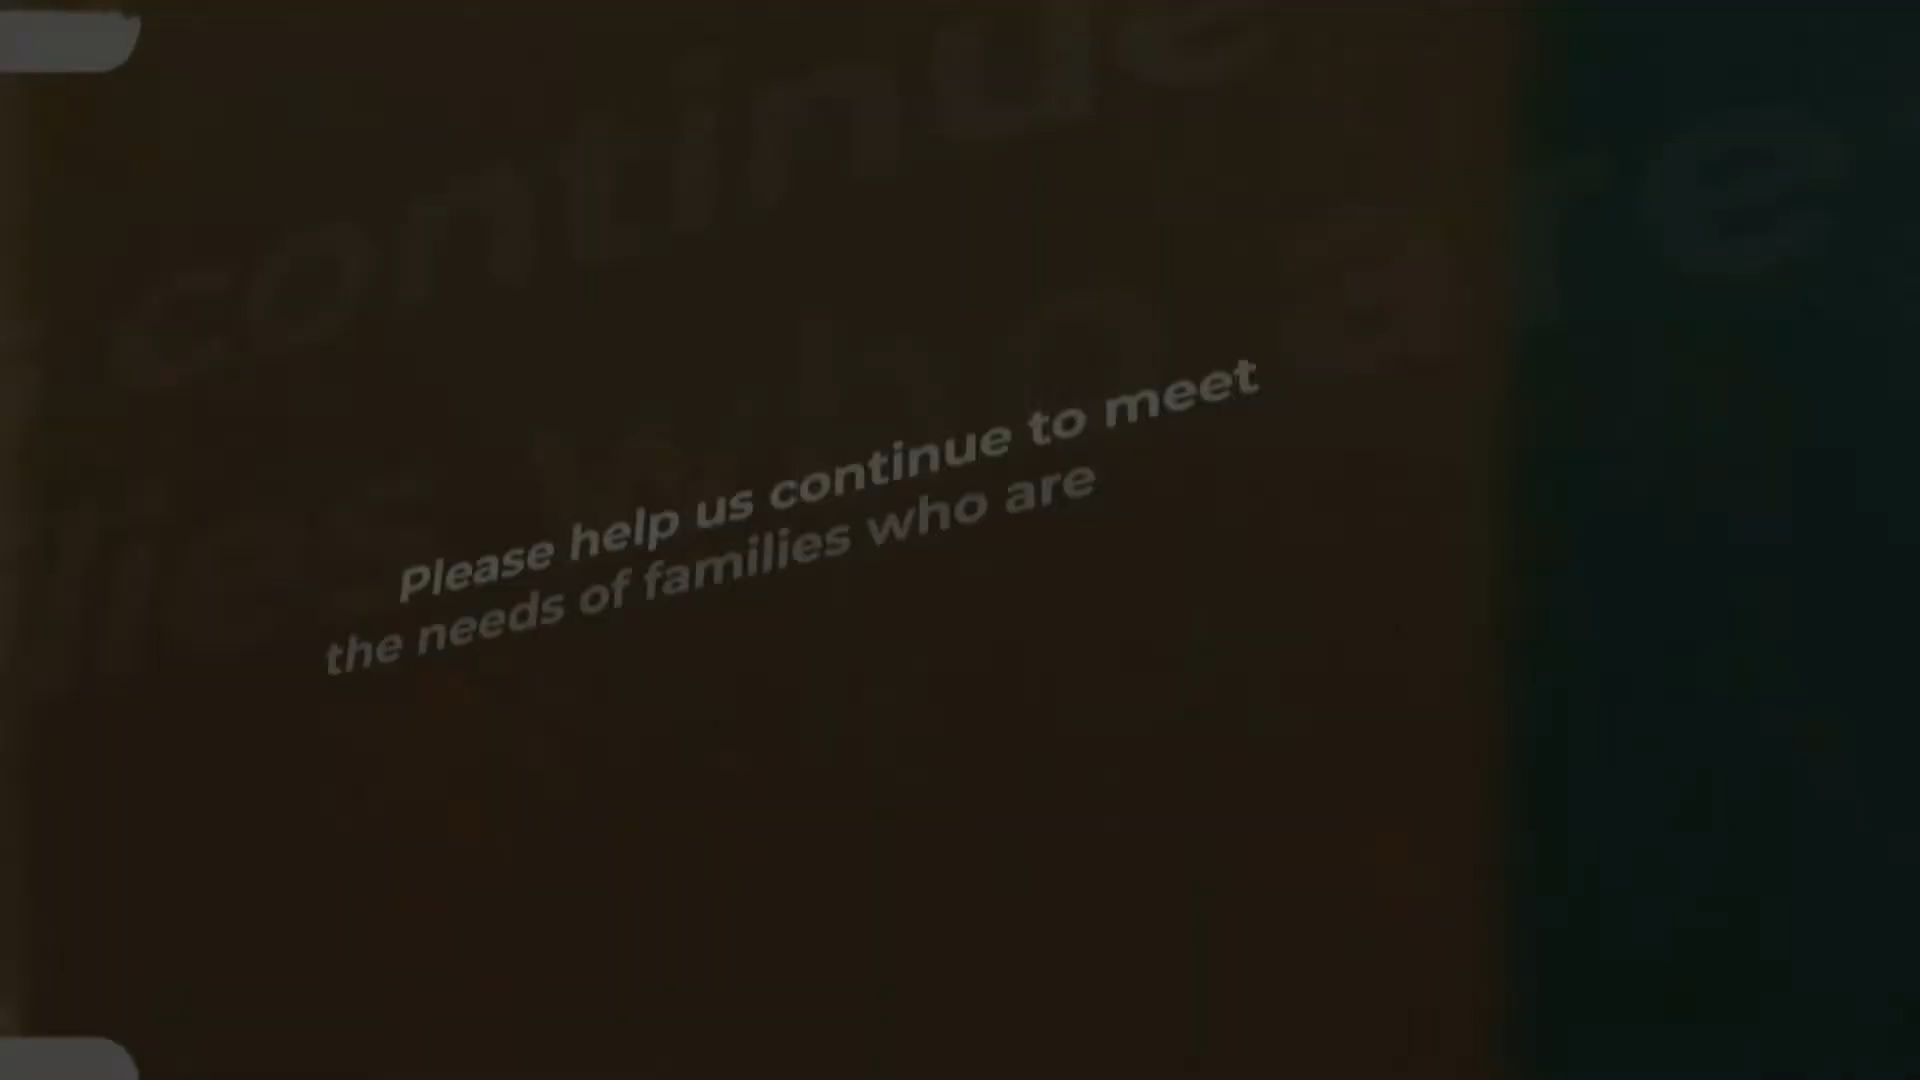 Please help us continue to meet
the needs of families who are